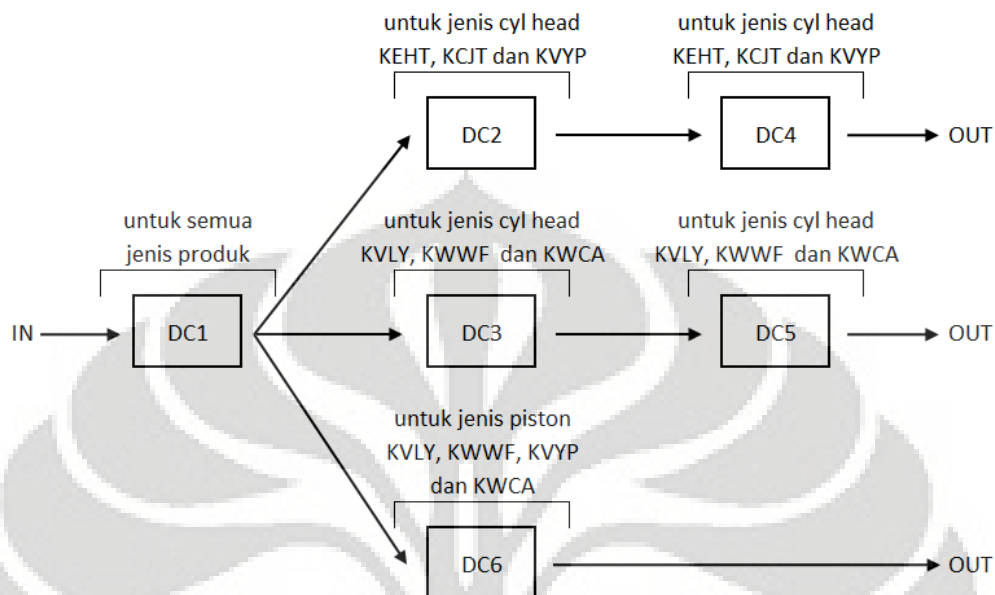 untuk jenis cyl head
KEHT, KCJT dan KVYP
untuk jenis cyl head
KEHT, KCJT dan KVYP
DC2
DC4
OUT
untuk semua
jenis produk
untuk jenis cyl head
KVLY, KWWF dan KWCA
untuk jenis cyl head
KVLY, KWWF dan KWCA
IN
DC1
DC3
DC5
OUT
untuk jenis piston
KVLY, KWWF, KVYP
dan KWCA
DC6
OUT